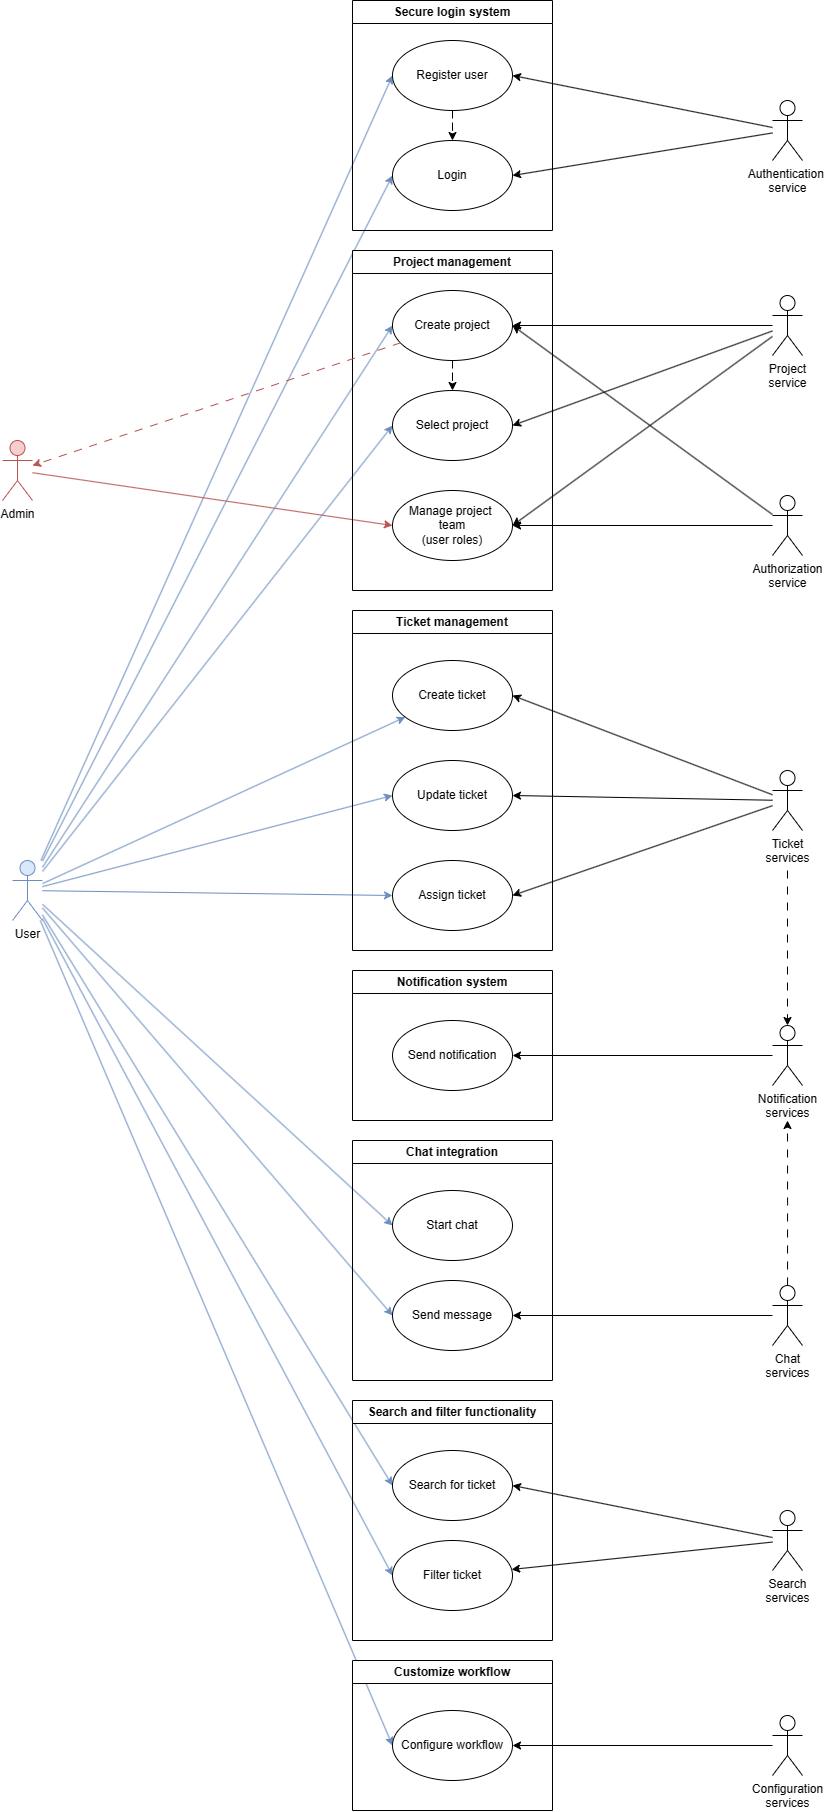 Secure login system
Register user
Login
Authentication
service
Project management
Create project
Project
service
Select project
Admin
Manage project
team
(user roles)
Authorization
service
Ticket management
Create ticket
Update ticket
Ticket
services
Assign ticket
User
Notification system
Send notification
Notification
services
Chat integration
Start chat
Send message
Chat
services
Search and filter functionality
Search for ticket
Filter ticket
Search
services
Customize workflow
Configure workflow
Configuration
services